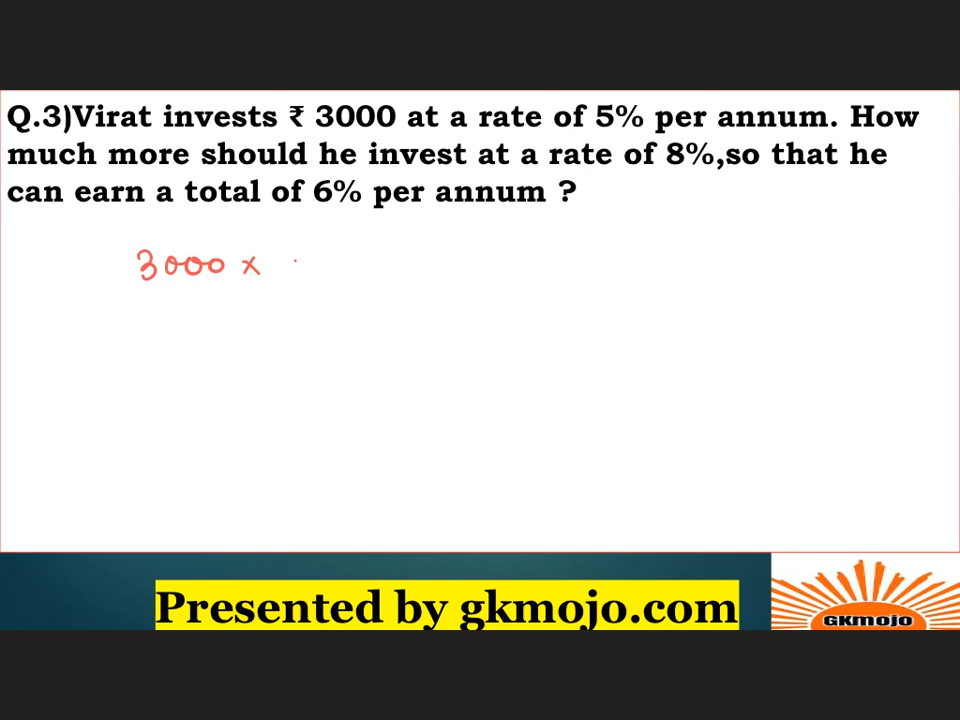 Q.3)Virat invests ₹ 3000 at a rate of 5% per annum. How
much more should he invest at a rate of 8%,so that he
can earn a total of 6% per annum ?
3000 ×
Presented by gkmojo.com
GKmojo